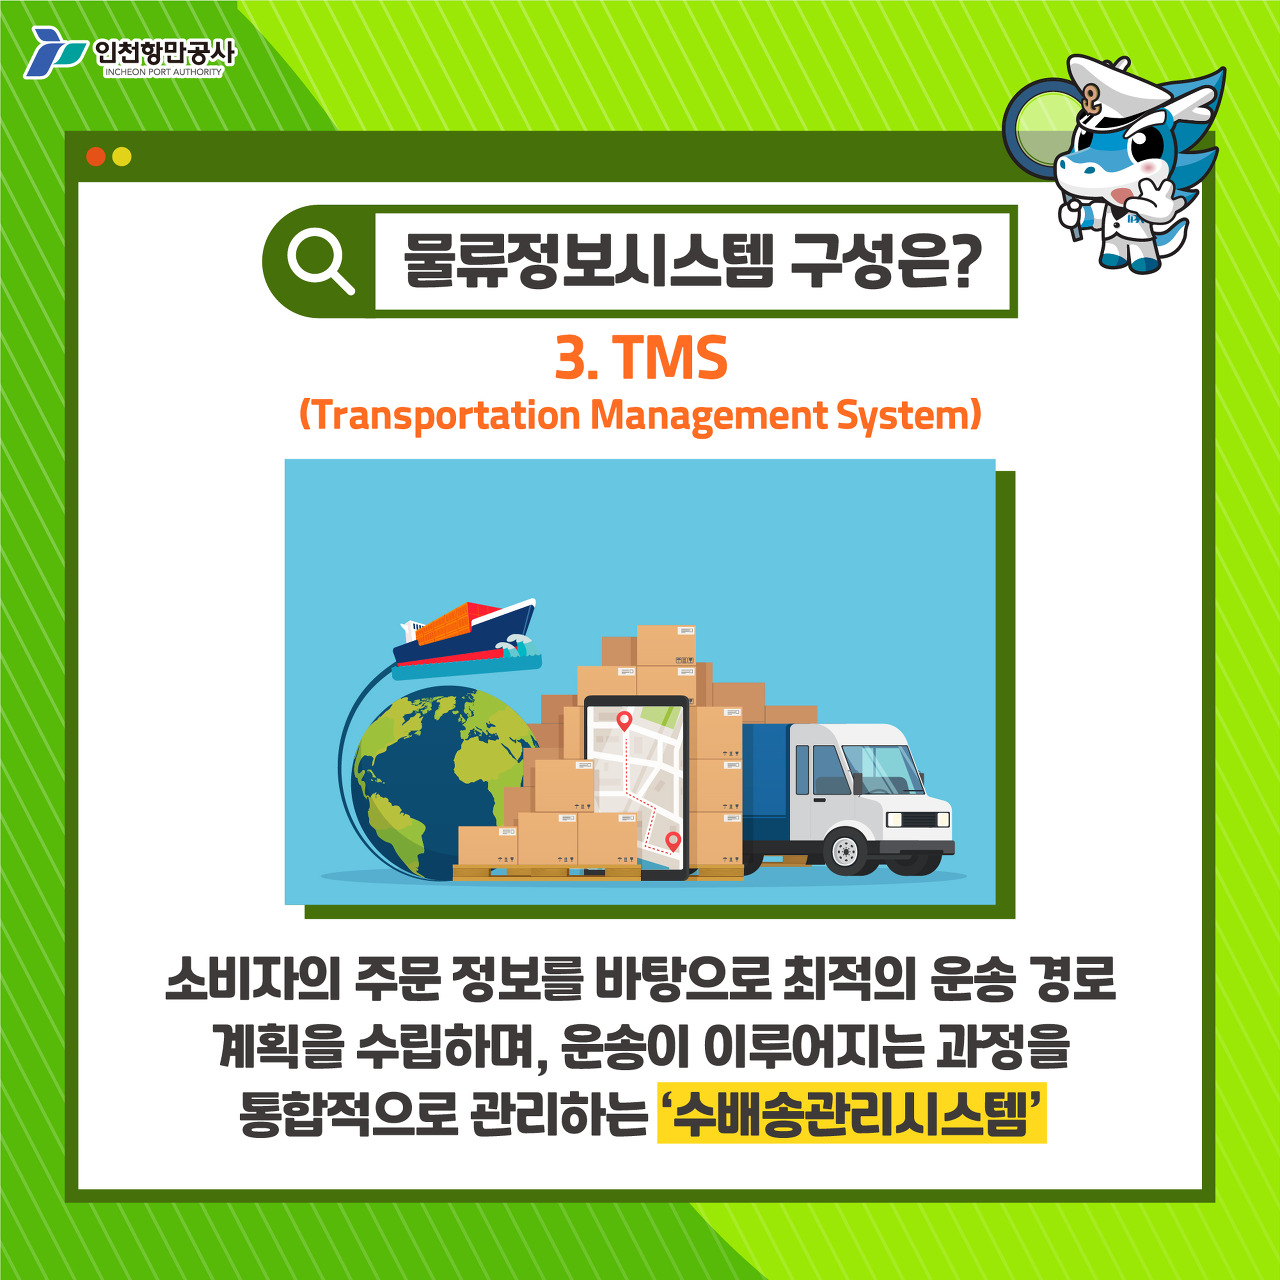 인천항만공사
INCHEON PORT AUTHORITY
물류정보시스템 구성은?
3. TMS
(Transportation Management System)
소비자의 주문 정보를 바탕으로 최적의 운송 경로
계획을 수립하며, 운송이 이루어지는 과정을
통합적으로 관리하는 ‘수배송관리시스템’